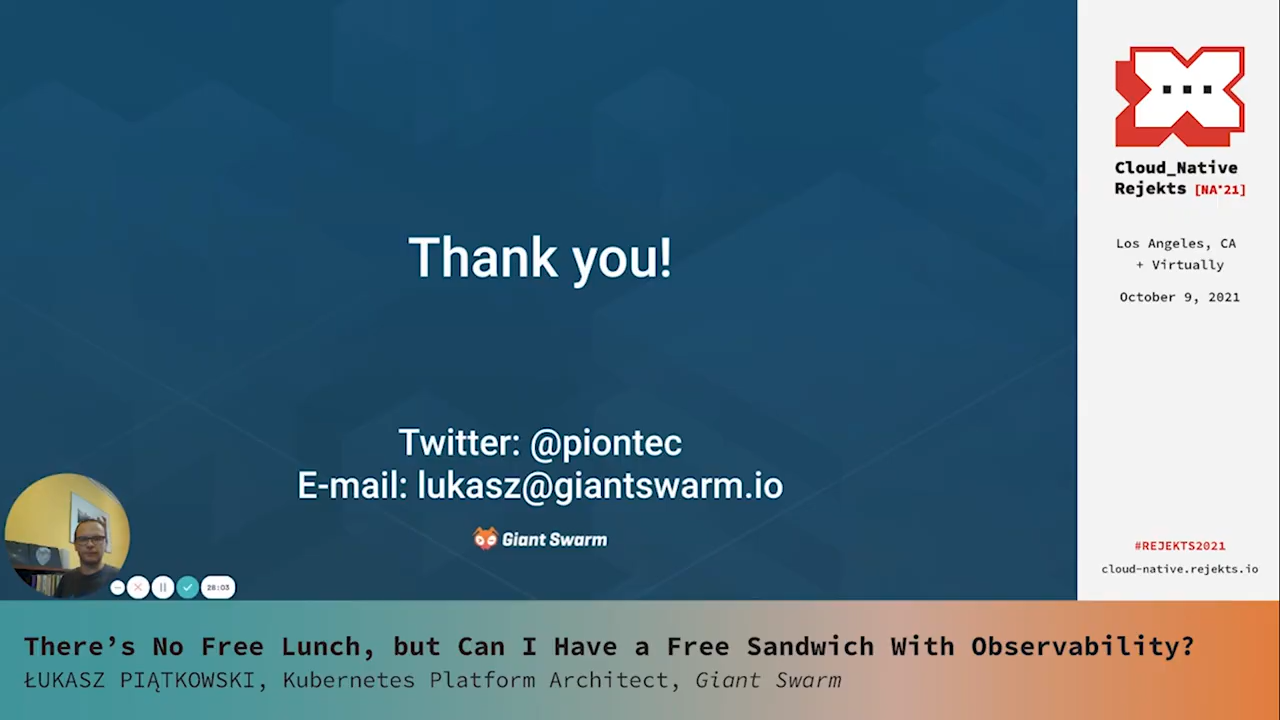 Thank you!
Twitter: @piontec
E-mail: lukasz@giantswarm.io
Giant Swarm
28:03
Cloud_Native
Rejekts [NA'21]
Los Angeles, CA
+ Virtually
October 9, 2021
#REJEKTS2021
cloud-native.rejekts.io
There's No Free Lunch, but Can I Have a Free Sandwich With Observability?
ŁUKASZ PIĄTKOWSKI, Kubernetes Platform Architect, Giant Swarm